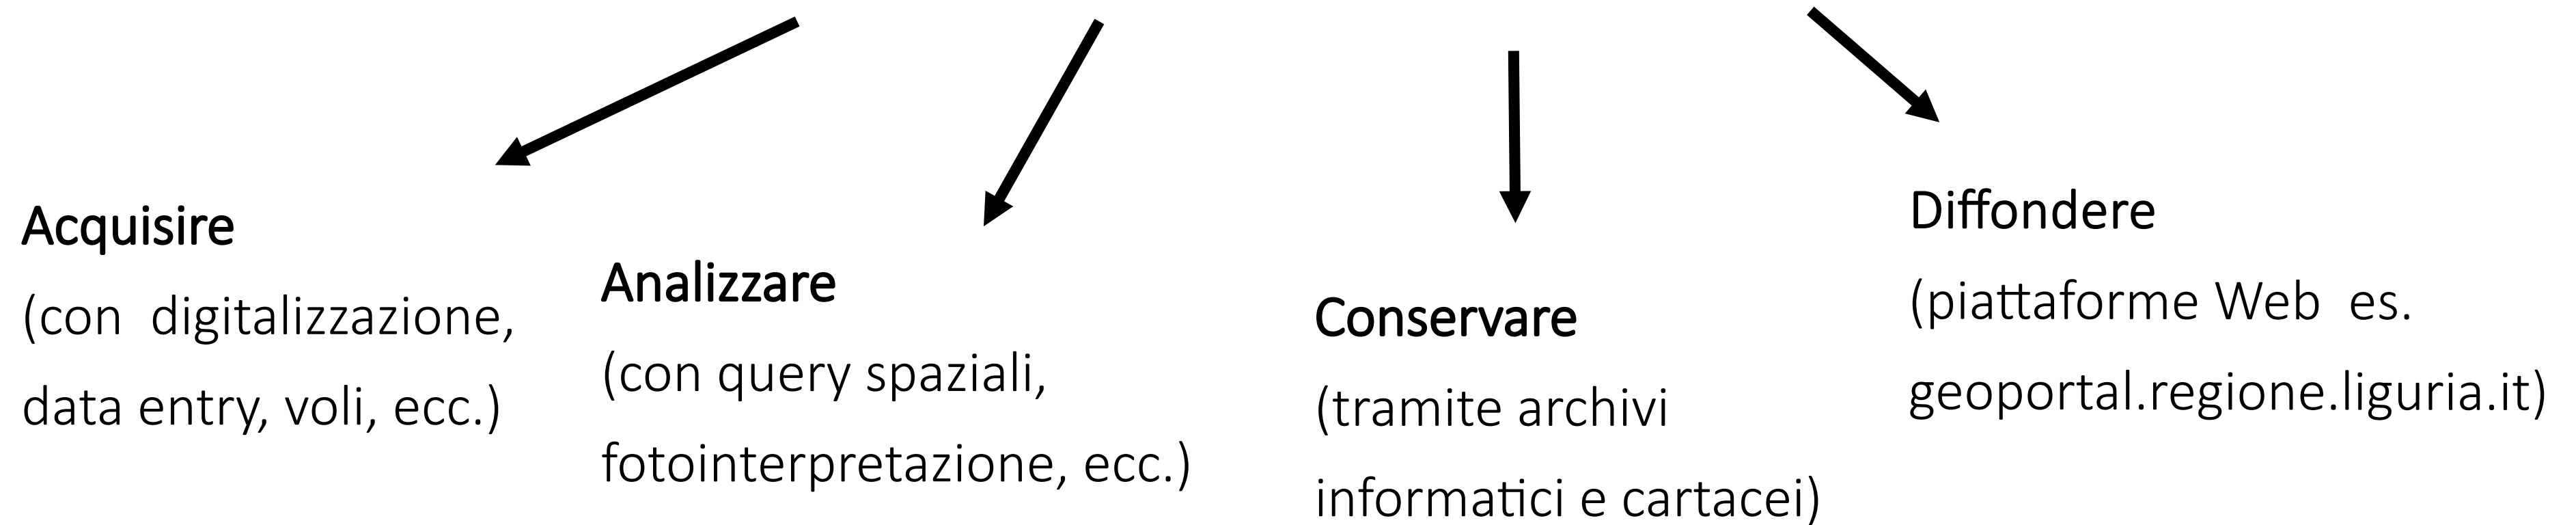 Acquisire
(con digitalizzazione,
data entry, voli, ecc.)
Analizzare
(con query spaziali,
fotointerpretazione, ecc.)
Conservare
(tramite archivi
informatici e cartacei)
Diffondere
(piattaforme Web es.
geoportal.regione.liguria.it)